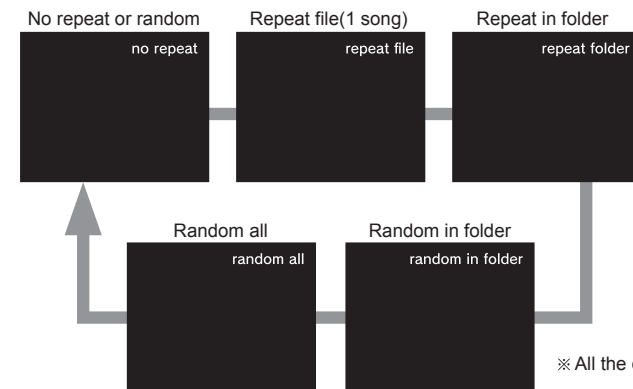 No repeat or random
Repeat file(1 song)
Repeat in folder
no repeat
repeat file
repeat folder
Random all
Random in folder
random all
random in folder
※ All the